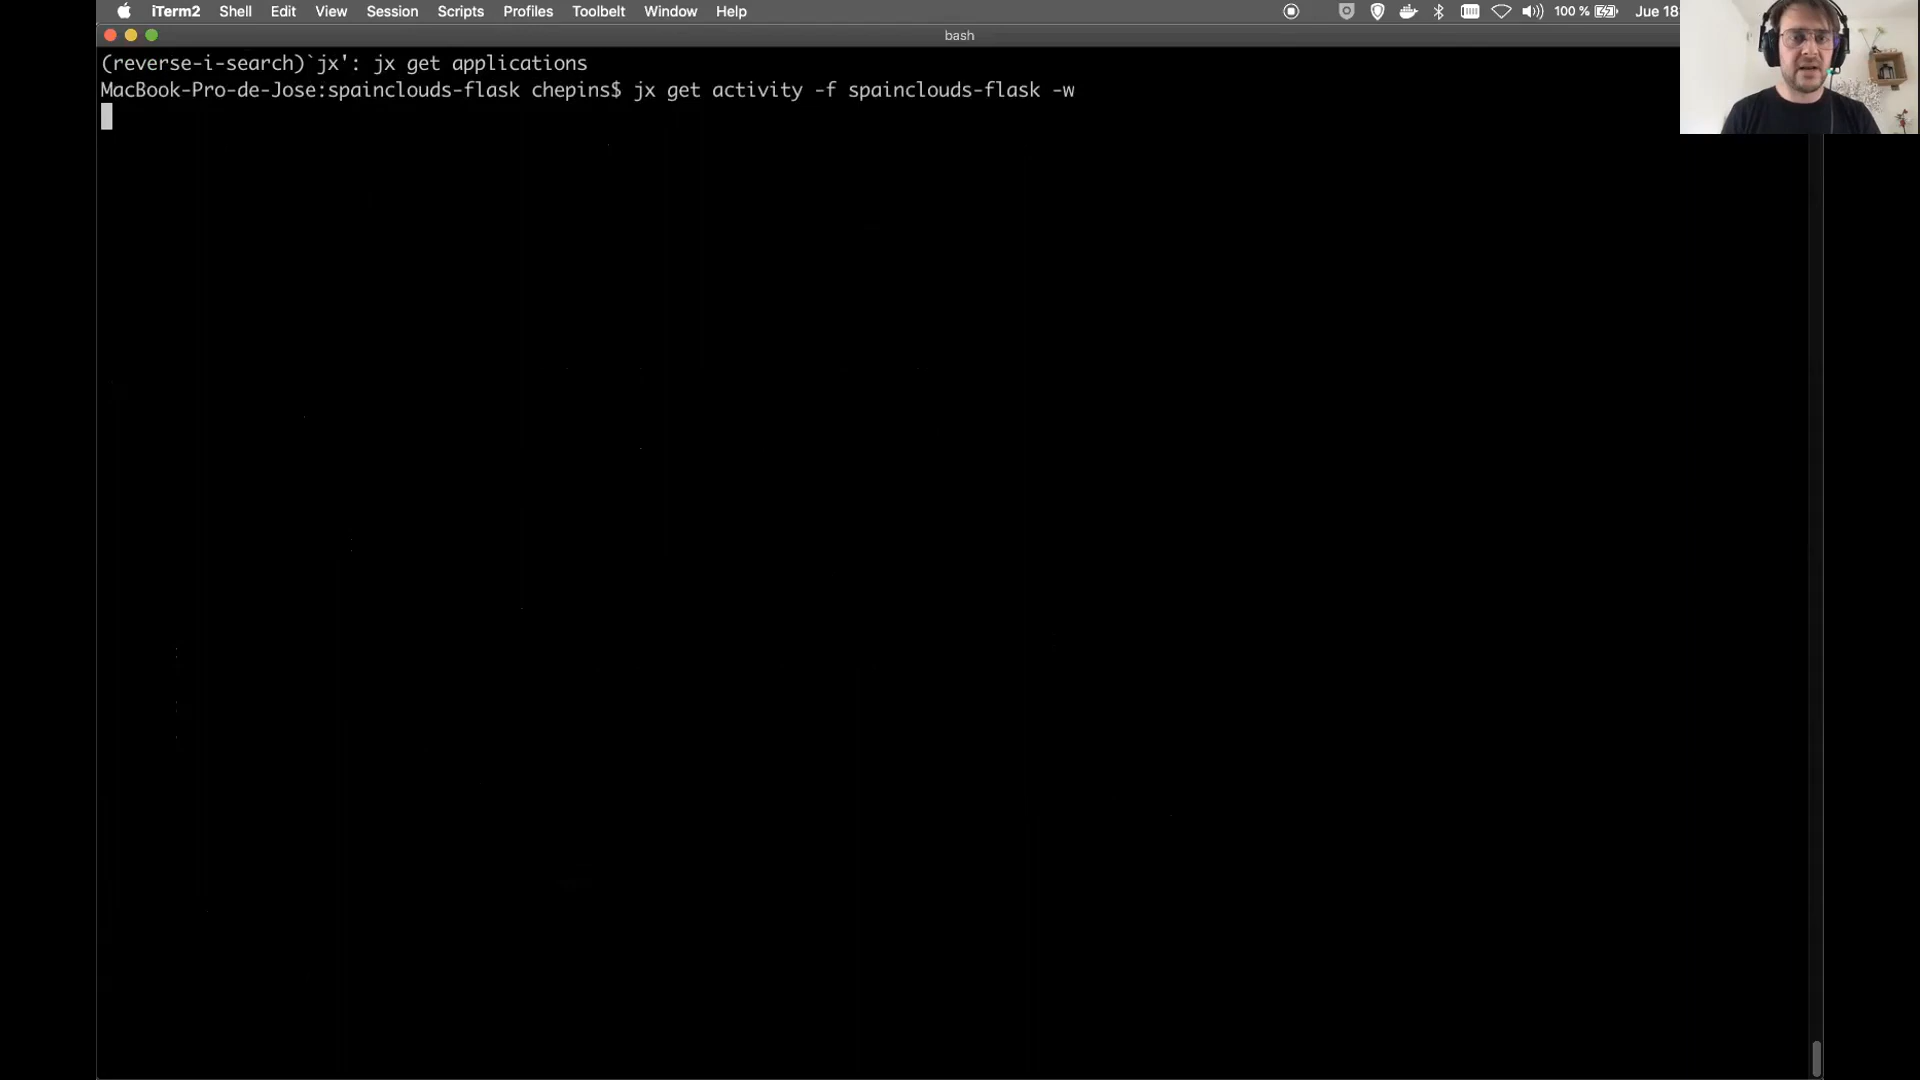 iTerm2 Shell Edit View Session Scripts Profiles Toolbelt Window Help 100 % Jue 18
bash
(reverse-i-search)`jx': jx get applications
MacBook-Pro-de-Jose:spainclouds-flask chepins$ jx get activity -f spainclouds-flask -w